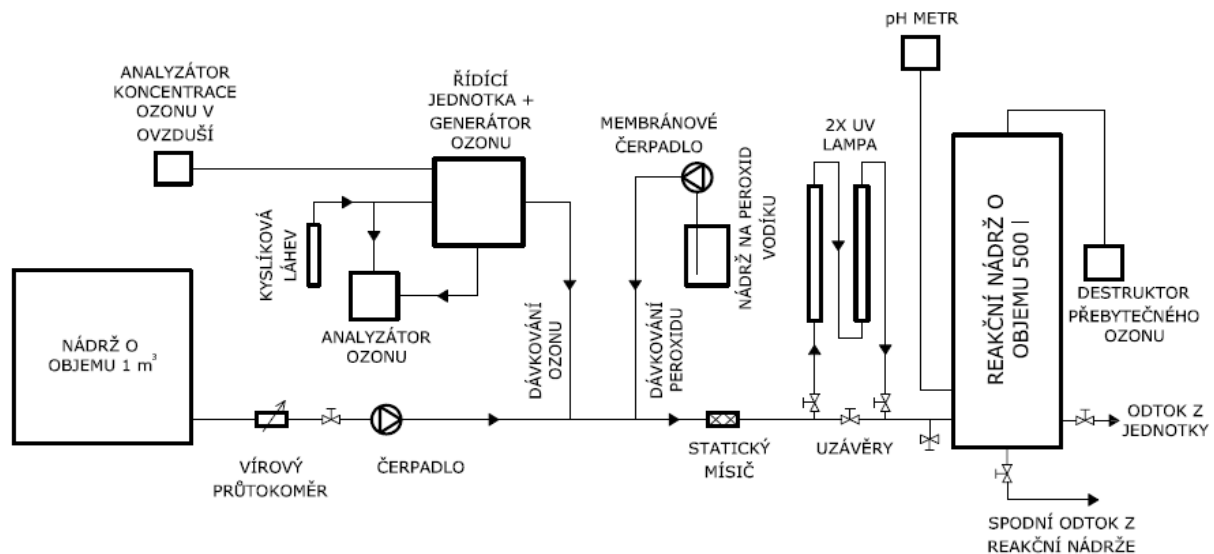 pH METR
ANALYZÁTOR
KONCENTRACE
OZONU V
OVZDUŠÍ
ŘÍDÍCÍ
JEDNOTKA +
GENERÁTOR
OZONU
MEMBRÁNOVÉ
ČERPADLO
2X UV
LAMPA
KYSLÍKOVÁ
LÁHEV
ANALYZÁTOR
OZONU
NÁDRŽ NA PEROXID
VODÍKU
REAKČNÍ NÁDRŽ O
OBJEMU 500 l
DESTRUKTOR
PŘEBYTEČNÉHO
OZONU
NÁDRŽ O
OBJEMU 1 m³
DÁVKOVÁNÍ
OZONU
DÁVKOVÁNÍ
PEROXIDU
VÍROVÝ
PRŮTOKOMĚR
ČERPADLO
STATICKÝ
MÍSIČ
UZÁVĚRY
ODTOK Z
JEDNOTKY
SPODNÍ ODTOK Z
REAKČNÍ NÁDRŽE